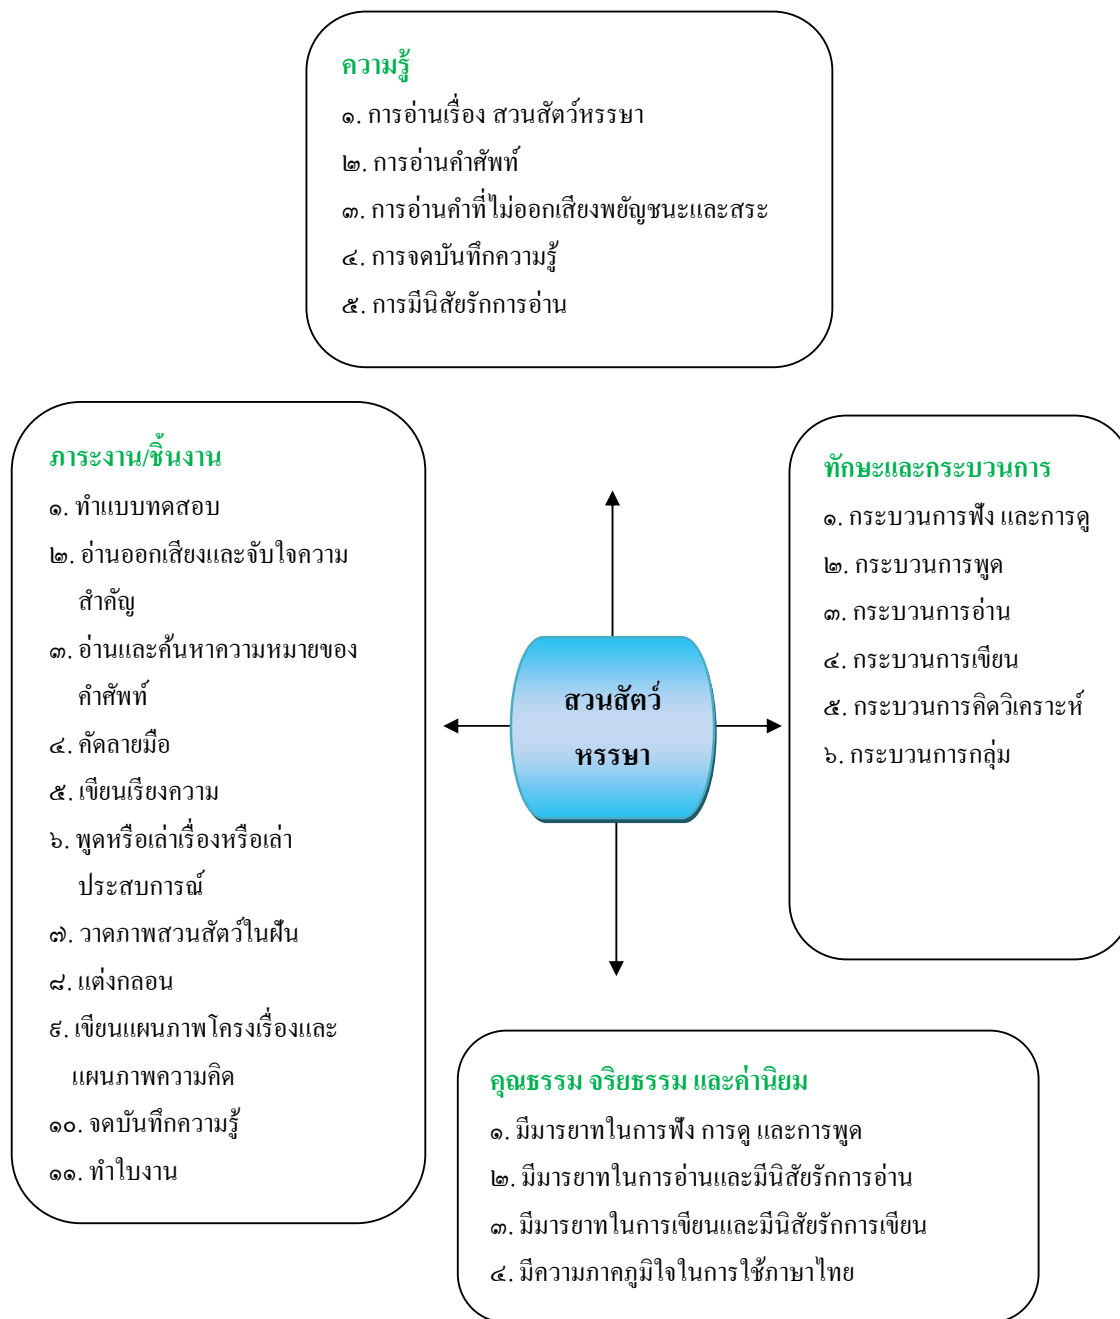 ความรู้
๑. การอ่านเรื่อง สวนสัตว์หรรษา
๒. การอ่านคำศัพท์
๓. การอ่านคำที่ไม่ออกเสียงพยัญชนะและสระ
๔. การจดบันทึกความรู้
๕. การมีนิสัยรักการอ่าน
ภาระงาน/ชิ้นงาน
๑. ทำแบบทดสอบ
๒. อ่านออกเสียงและจับใจความ
สำคัญ
๓. อ่านและค้นหาความหมายของ
คำศัพท์
๔. คัดลายมือ
๕. เขียนเรียงความ
๖. พูดหรือเล่าเรื่องหรือเล่า
ประสบการณ์
๗. วาดภาพสวนสัตว์ในฝัน
๘. แต่งกลอน
๙. เขียนแผนภาพโครงเรื่องและ
แผนภาพความคิด
๑๐. จดบันทึกความรู้
๑๑. ทำใบงาน
สวนสัตว์
หรรษา
ทักษะและกระบวนการ
๑. กระบวนการฟัง และการดู
๒. กระบวนการพูด
๓. กระบวนการอ่าน
๔. กระบวนการเขียน
๕. กระบวนการคิดวิเคราะห์
๖. กระบวนการกลุ่ม
คุณธรรม จริยธรรม และค่านิยม
๑. มีมารยาทในการฟัง การดู และการพูด
๒. มีมารยาทในการอ่านและมีนิสัยรักการอ่าน
๓. มีมารยาทในการเขียนและมีนิสัยรักการเขียน
๔. มีความภาคภูมิใจในการใช้ภาษาไทย